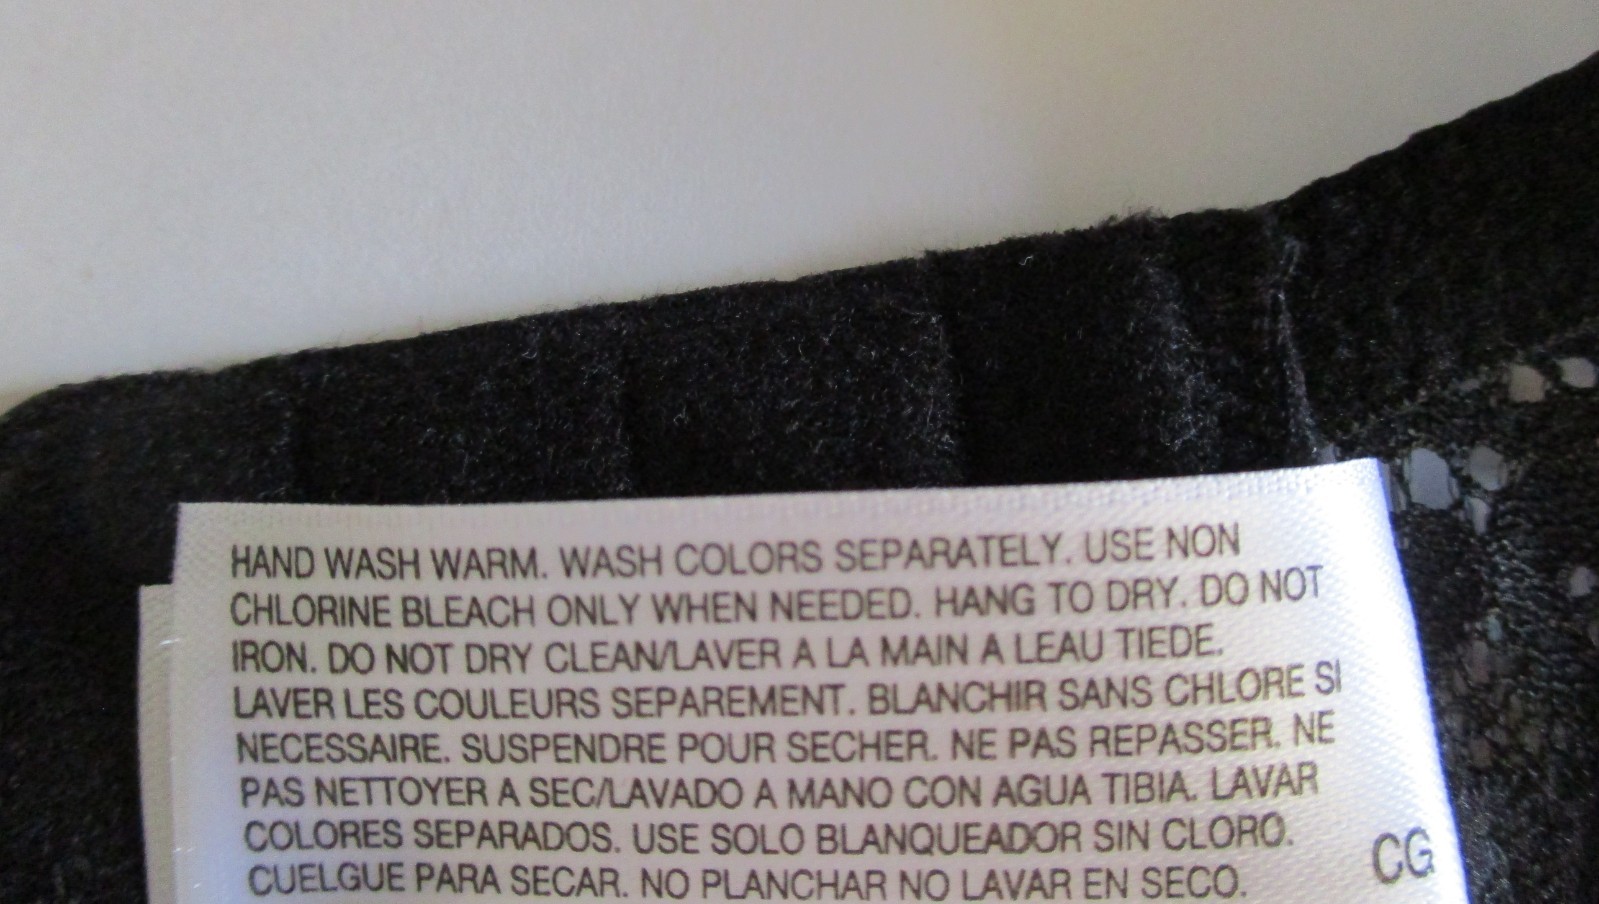 HAND WASH WARM. WASH COLORS SEPARATELY. USE NON
CHLORINE BLEACH ONLY WHEN NEEDED. HANG TO DRY. DO NOT
IRON. DO NOT DRY CLEAN/LAVER A LA MAIN A LEAU TIEDE.
LAVER LES COULEURS SEPAREMENT. BLANCHIR SANS CHLORE SI
NECESSAIRE. SUSPENDRE POUR SECHER. NE PAS REPASSER. NE
PAS NETTOYER A SEC/LAVADO A MANO CON AGUA TIBIA. LAVAR
COLORES SEPARADOS. USE SOLO BLANQUEADOR SIN CLORO.
CUELGUE PARA SECAR. NO PLANCHAR NO LAVAR EN SECO.
CG